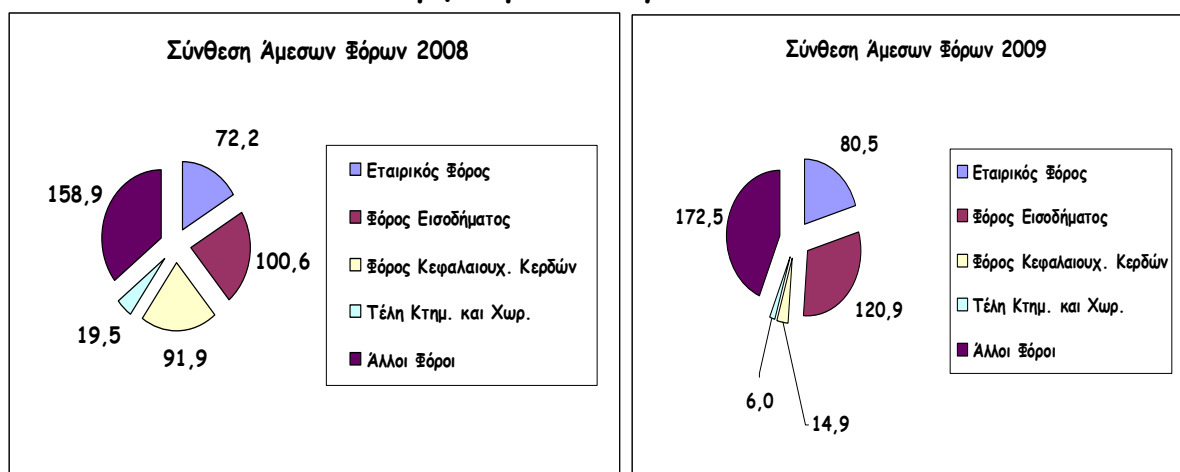 Σύνθεση Άμεσων Φόρων 2008
72,2
158,9
100,6
19,5
91,9
Εταιρικός Φόρος
Φόρος Εισοδήματος
Φόρος Κεφαλαιουχ. Κερδών
Τέλη Κτημ. και Χωρ.
Άλλοι Φόροι
Σύνθεση Άμεσων Φόρων 2009
80,5
172,5
120,9
6,0
14,9
Εταιρικός Φόρος
Φόρος Εισοδήματος
Φόρος Κεφαλαιουχ. Κερδών
Τέλη Κτημ. και Χωρ.
Άλλοι Φόροι